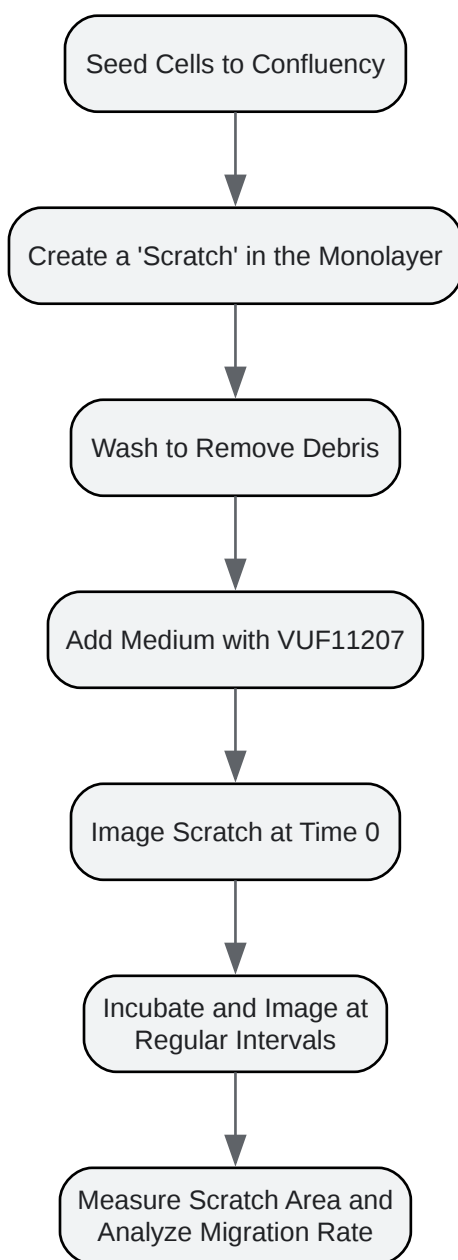 Seed Cells to Confluency
Create a 'Scratch' in the Monolayer
Wash to Remove Debris
Add Medium with VUF11207
Image Scratch at Time 0
Incubate and Image at
Regular Intervals
Measure Scratch Area and
Analyze Migration Rate